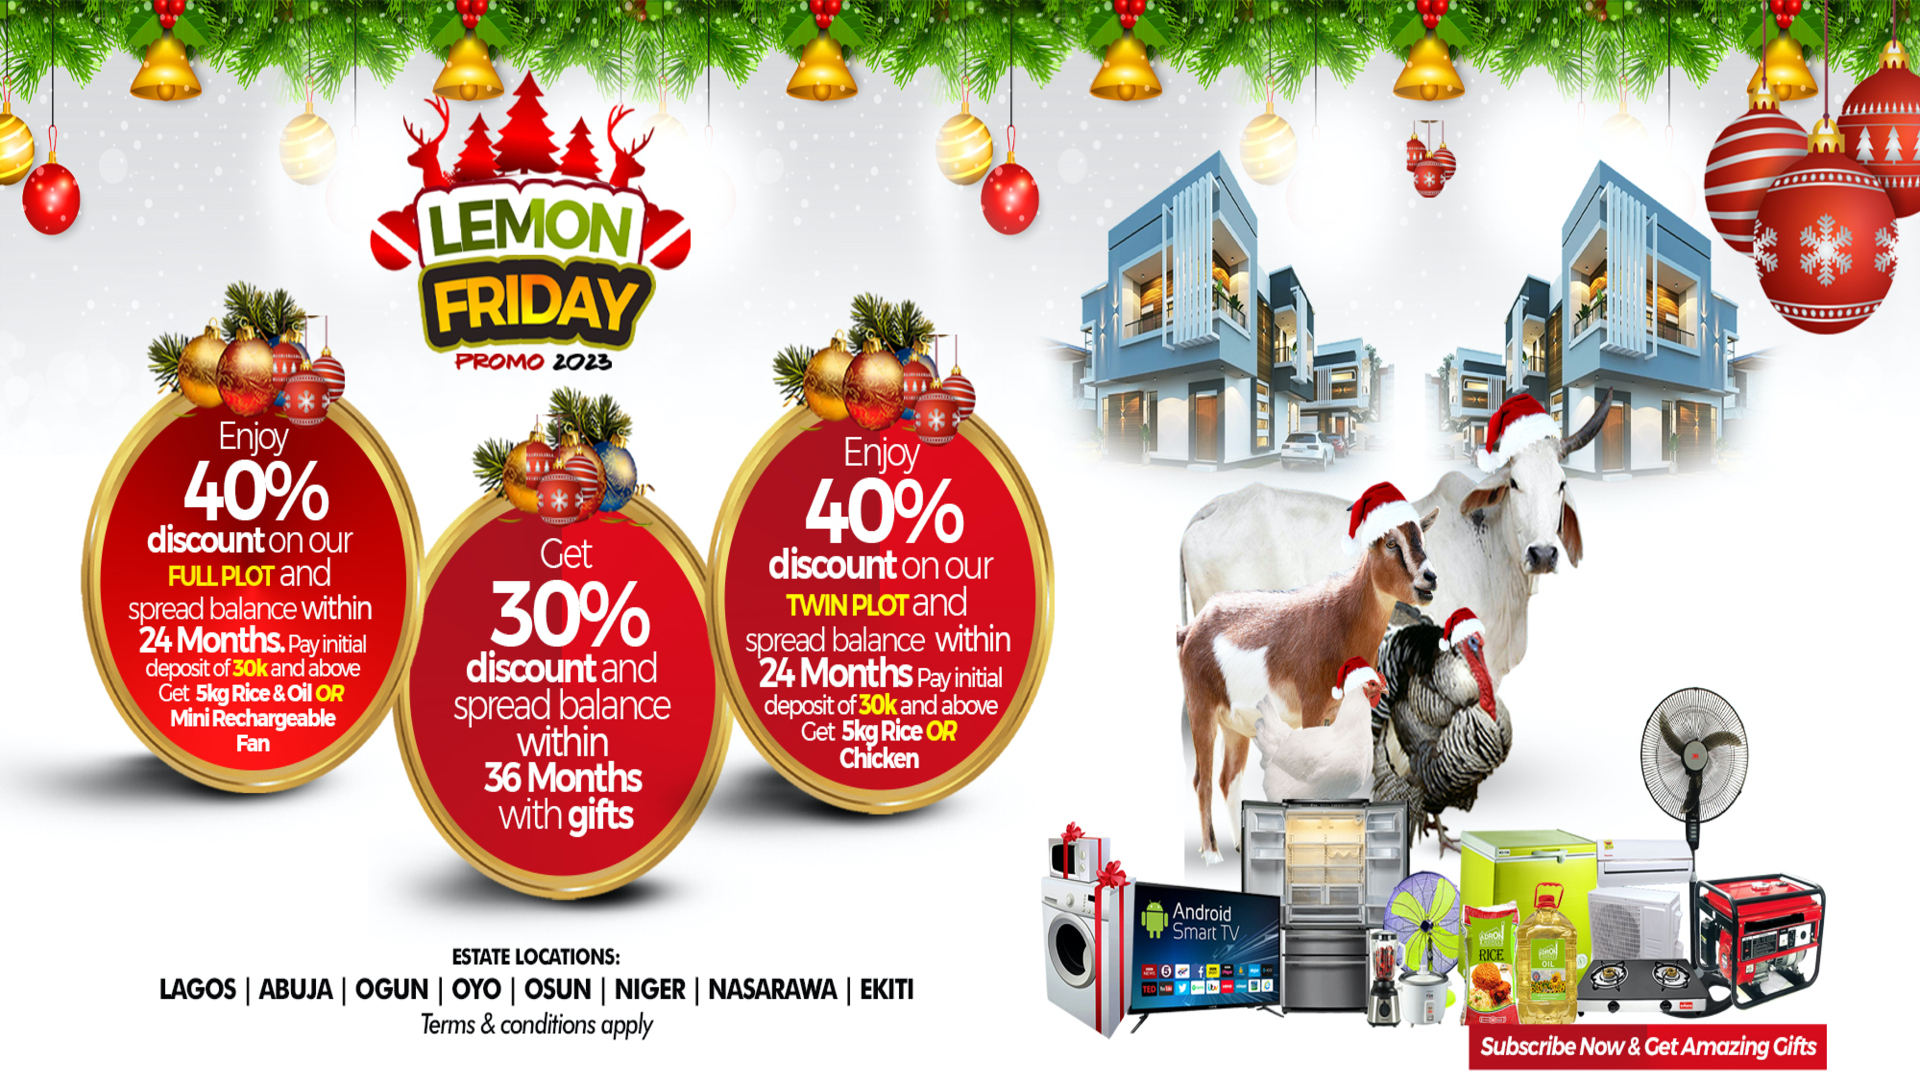 LEMON
FRIDAY
PROMO 2023
Enjoy
40%
discount on our
FULL PLOT and
spread balance within
24 Months. Pay initial
deposit of 30k and above
Get 5kg Rice & Oil OR
Mini Rechargeable
Fan
Get
30%
discount and
spread balance
within
36 Months
with gifts
Enjoy
40%
discount on our
TWIN PLOT and
spread balance within
24 Months Pay initial
deposit of 30k and above
Get 5kg Rice OR
Chicken
ESTATE LOCATIONS:
LAGOS | ABUJA | OGUN | OYO | OSUN | NIGER | NASARAWA | EKITI
Terms & conditions apply
Android
Smart TV
TED
ADRON
RICE
ADRON
OIL
Subscribe Now & Get Amazing Gifts